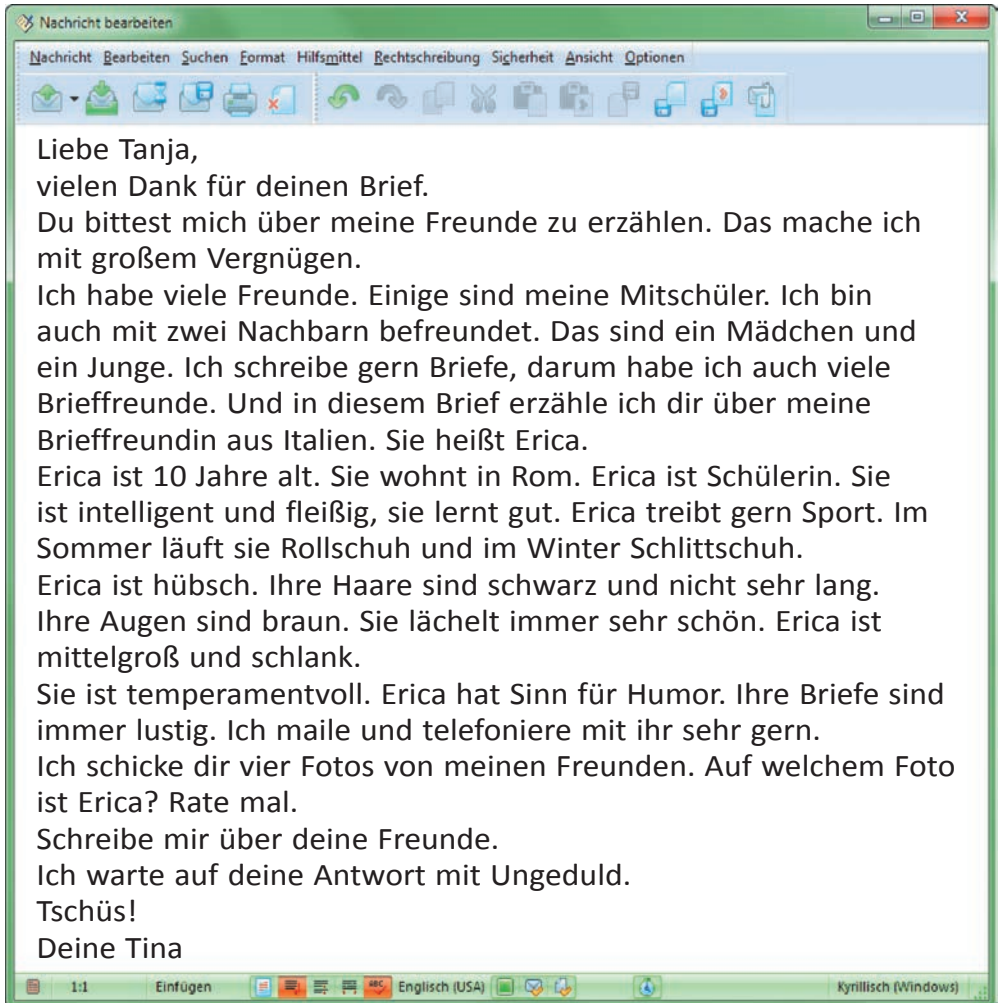 Nachricht bearbeiten
Nachricht Bearbeiten Suchen Format Hilfsmittel Rechtschreibung Sicherheit Ansicht Optionen
Liebe Tanja,
vielen Dank für deinen Brief.
Du bittest mich über meine Freunde zu erzählen. Das mache ich
mit großem Vergnügen.
Ich habe viele Freunde. Einige sind meine Mitschüler. Ich bin
auch mit zwei Nachbarn befreundet. Das sind ein Mädchen und
ein Junge. Ich schreibe gern Briefe, darum habe ich auch viele
Brieffreunde. Und in diesem Brief erzähle ich dir über meine
Brieffreundin aus Italien. Sie heißt Erica.
Erica ist 10 Jahre alt. Sie wohnt in Rom. Erica ist Schülerin. Sie
ist intelligent und fleißig, sie lernt gut. Erica treibt gern Sport. Im
Sommer läuft sie Rollschuh und im Winter Schlittschuh.
Erica ist hübsch. Ihre Haare sind schwarz und nicht sehr lang.
Ihre Augen sind braun. Sie lächelt immer sehr schön. Erica ist
mittelgroß und schlank.
Sie ist temperamentvoll. Erica hat Sinn für Humor. Ihre Briefe sind
immer lustig. Ich maile und telefoniere mit ihr sehr gern.
Ich schicke dir vier Fotos von meinen Freunden. Auf welchem Foto
ist Erica? Rate mal.
Schreibe mir über deine Freunde.
Ich warte auf deine Antwort mit Ungeduld.
Tschüs!
Deine Tina
1:1 Einfügen ABC Englisch (USA) Kyrillisch (Windows)